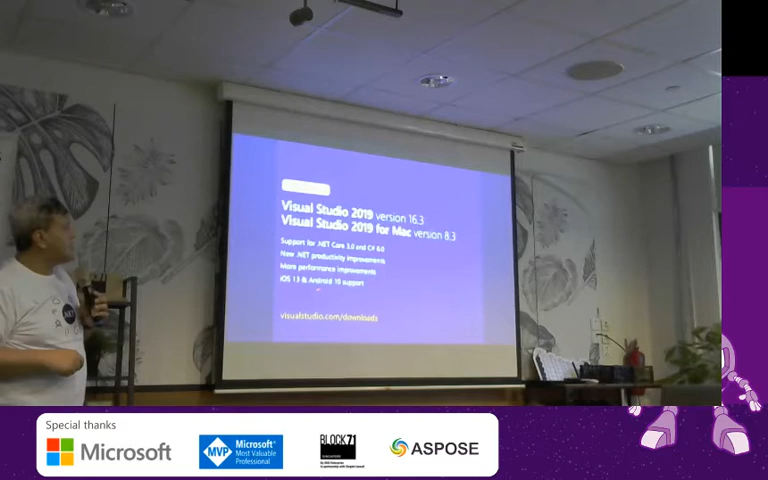 Visual Studio 2019 version 16.3
Visual Studio 2019 for Mac version 8.3
Support for .NET Core 3.0 and C# 8.0
New .NET productivity improvements
More performance improvements
iOS 13 & Android 10 support
visualstudio.com/downloads
.NET
Special thanks
Microsoft
MVP
Microsoft®
Most Valuable
Professional
BLOCK71
ASPOSE